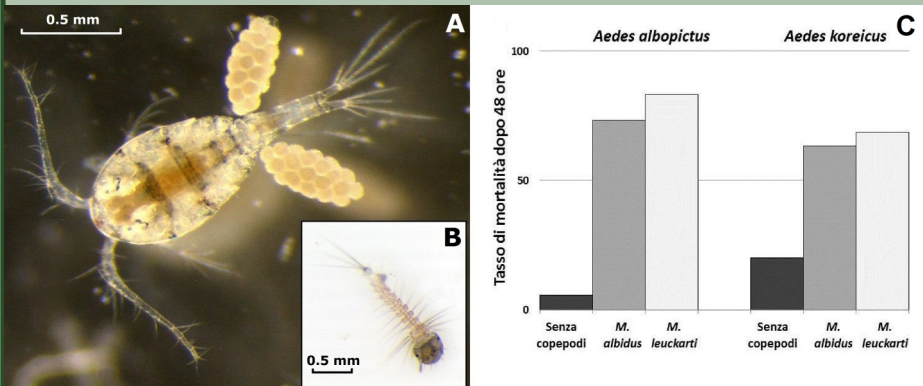 0.5 mm
A
B
0.5 mm
C
Aedes albopictus
Aedes koreicus
Tasso di mortalità dopo 48 ore
100
50
0
Senza
copepodi
M.
albidus
M.
leuckarti
Senza
copepodi
M.
albidus
M.
leuckarti